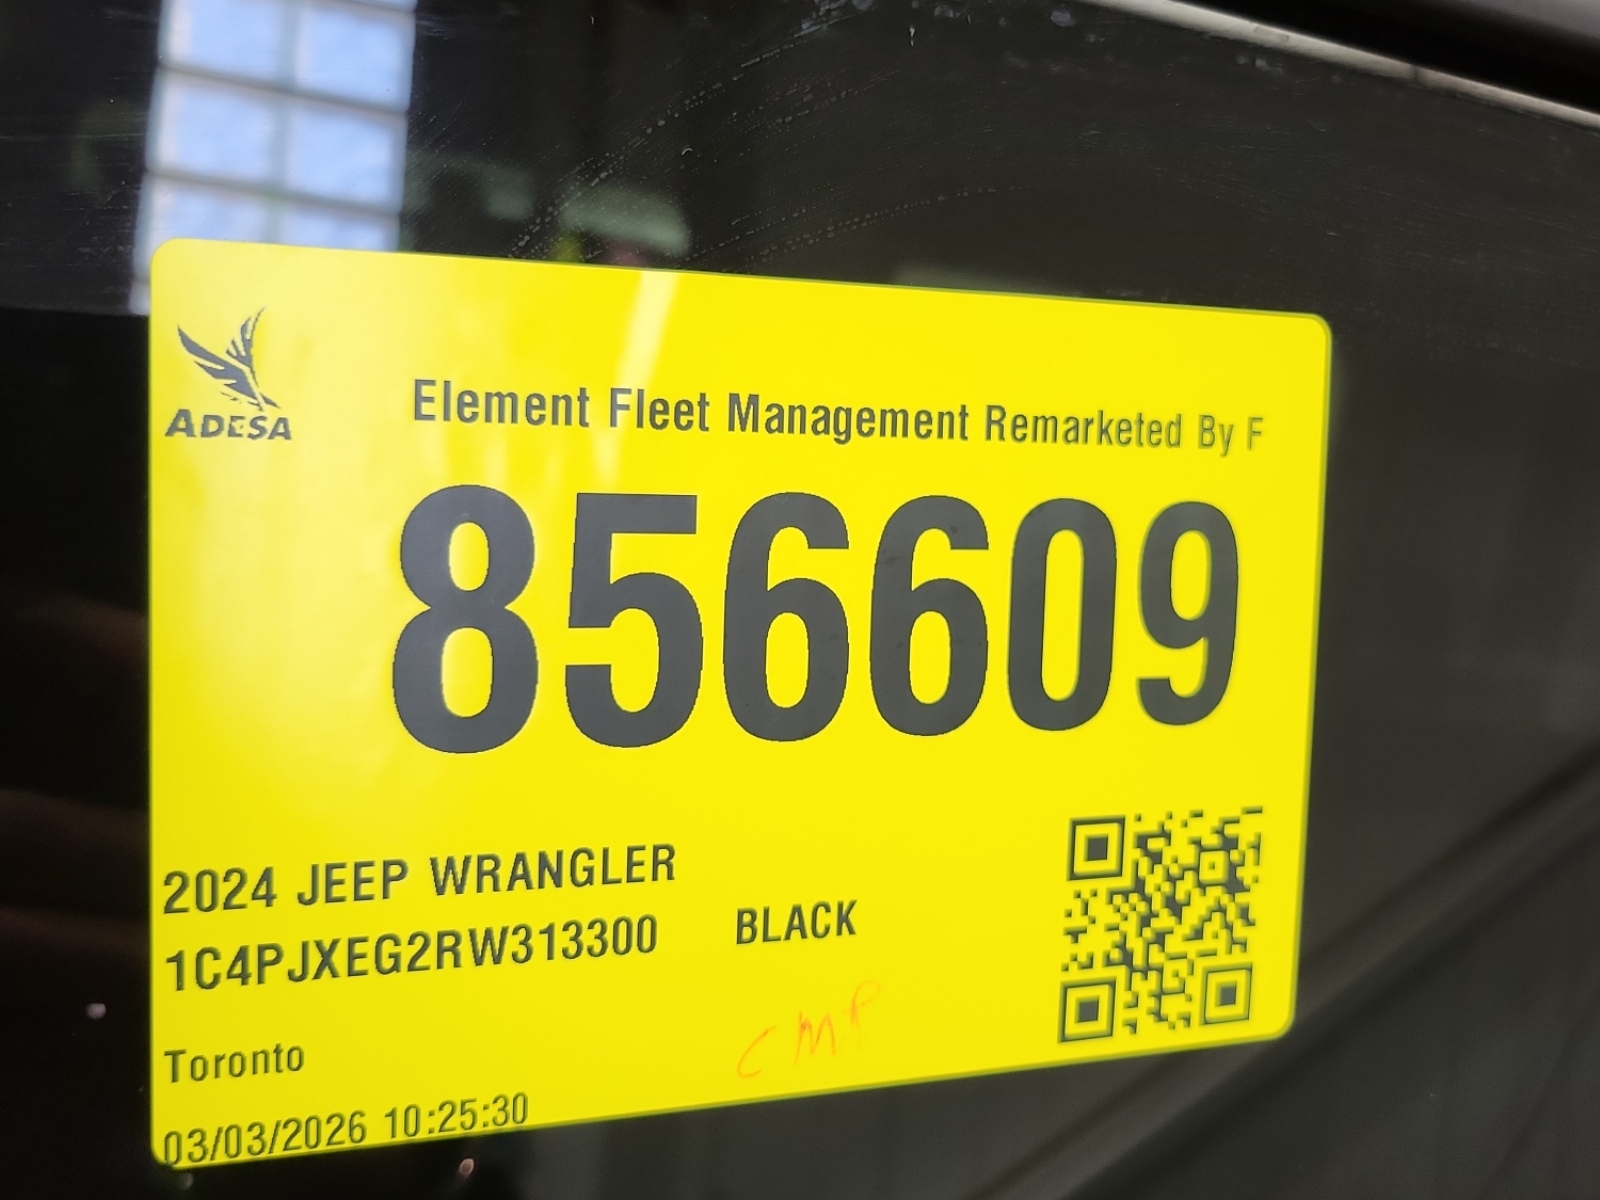 ADESA
Element Fleet Management Remarketed By F
856609
2024 JEEP WRANGLER
1C4PJXEG2RW313300 BLACK
CMP
Toronto
03/03/2026 10:25:30